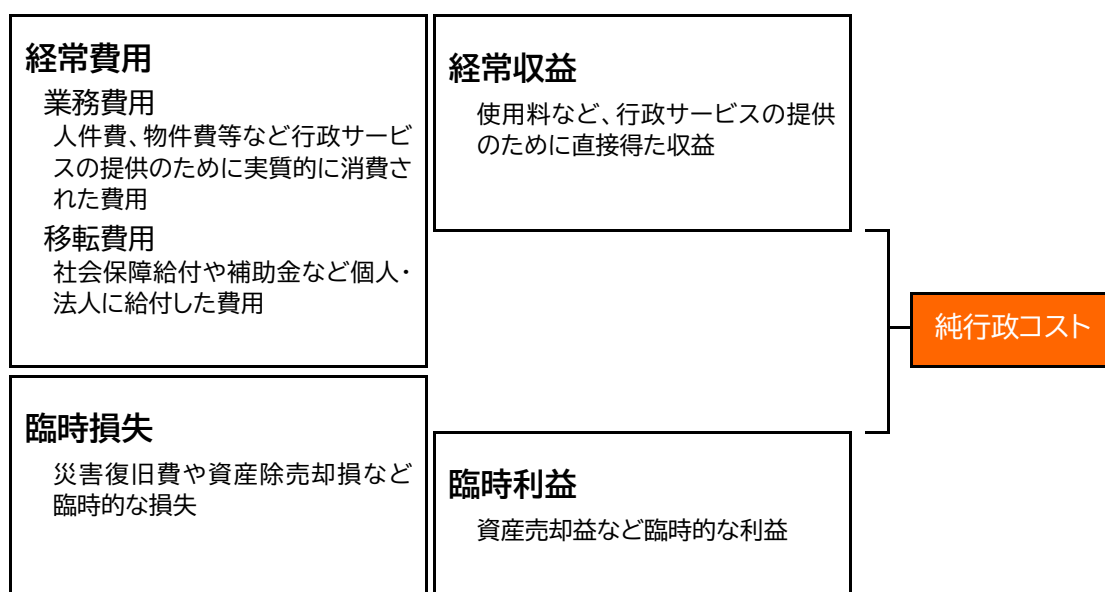 経常費用
業務費用
人件費、物件費等など行政サービ
スの提供のために実質的に消費さ
れた費用
移転費用
社会保障給付や補助金など個人・
法人に給付した費用
経常収益
使用料など、行政サービスの提供
のために直接得た収益
純行政コスト
臨時損失
災害復旧費や資産除売却損など
臨時的な損失
臨時利益
資産売却益など臨時的な利益